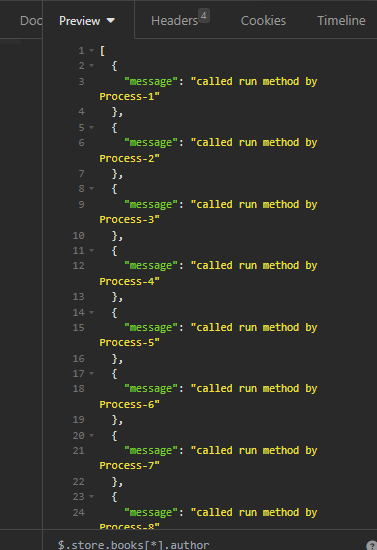 Doc Preview Headers 4 Cookies Timeline
1 [
2 {
3 "message": "called run method by
Process-1"
4 },
5 {
6 "message": "called run method by
Process-2"
7 },
8 {
9 "message": "called run method by
Process-3"
10 },
11 {
12 "message": "called run method by
Process-4"
13 },
14 {
15 "message": "called run method by
Process-5"
16 },
17 {
18 "message": "called run method by
Process-6"
19 },
20 {
21 "message": "called run method by
Process-7"
22 },
23 {
24 "message": "called run method by
Process-8"
$.store.books[*].author